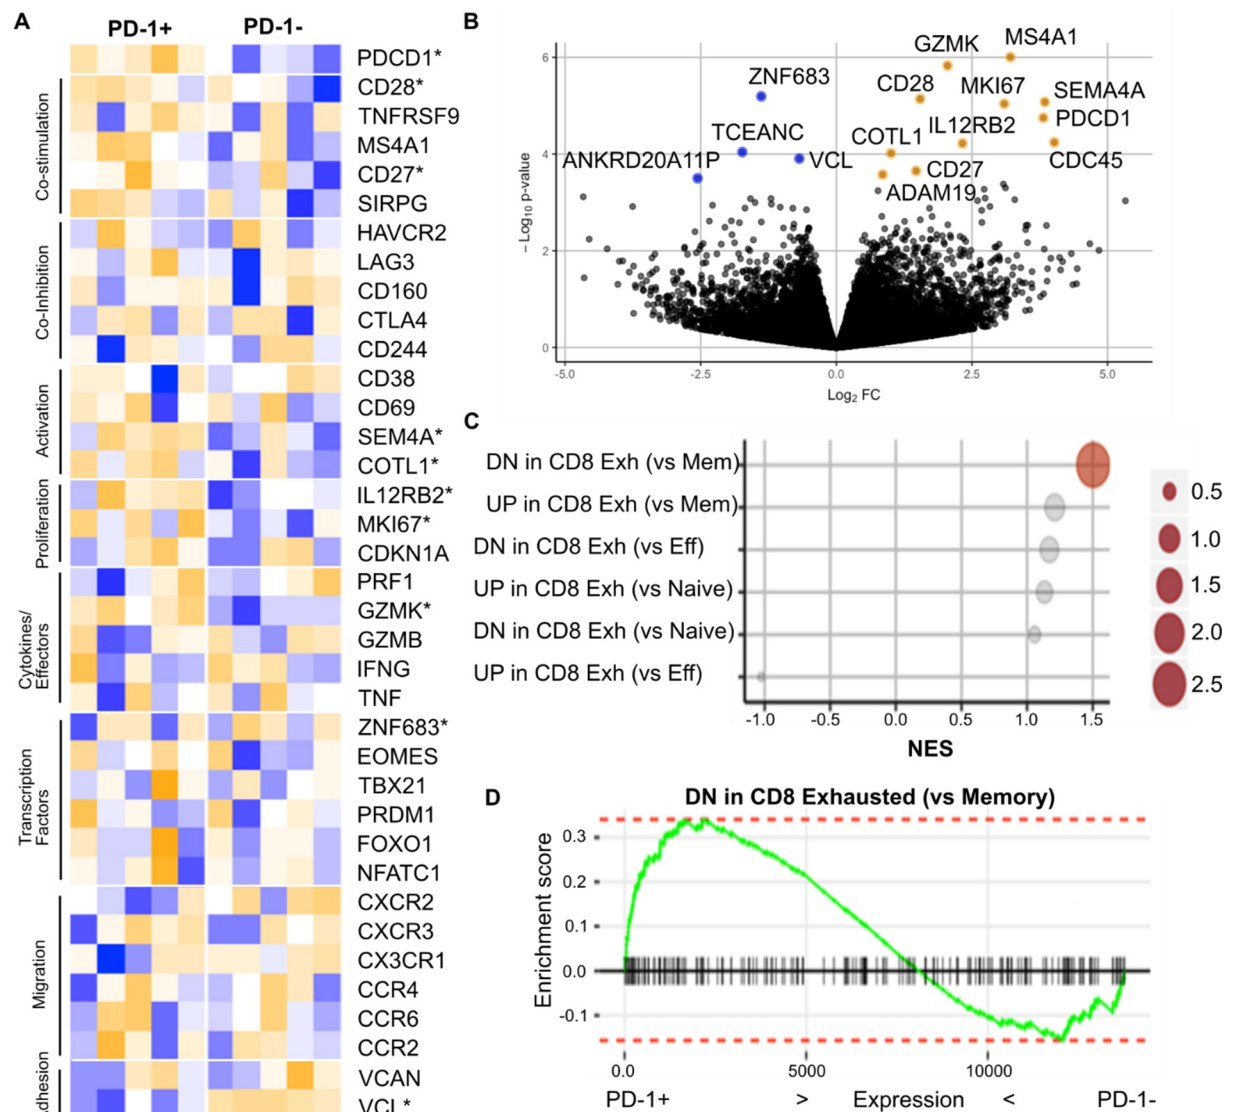 A
PD-1+
PD-1-
PDCD1*
CD28*
TNFRSF9
MS4A1
CD27*
SIRPG
HAVCR2
LAG3
CD160
CTLA4
CD244
CD38
CD69
SEM4A*
COTL1*
IL12RB2*
MKI67*
CDKN1A
PRF1
GZMK*
GZMB
IFNG
TNF
ZNF683*
EOMES
TBX21
PRDM1
FOXO1
NFATC1
CXCR2
CXCR3
CX3CR1
CCR4
CCR6
CCR2
VCAN
VCL*
Co-stimulation
Co-Inhibition
Activation
Proliferation
Cytokines/
Effectors
Transcription
Factors
Migration
dhesion
B
GZMK
MS4A1
ZNF683
CD28
MKI67
SEMA4A
TCEANC
COTL1
IL12RB2
PDCD1
ANKRD20A11P
VCL
CD27
CDC45
ADAM19
6
4
2
0
-5.0
-2.5
0.0
2.5
5.0
– Log10 p-value
Log2 FC
C
DN in CD8 Exh (vs Mem)
UP in CD8 Exh (vs Mem)
DN in CD8 Exh (vs Eff)
UP in CD8 Exh (vs Naive)
DN in CD8 Exh (vs Naive)
UP in CD8 Exh (vs Eff)
-1.0
-0.5
0.0
0.5
1.0
1.5
NES
0.5
1.0
1.5
2.0
2.5
D
DN in CD8 Exhausted (vs Memory)
Enrichment score
0.3
0.2
0.1
0.0
-0.1
0.0
5000
10000
PD-1+ > Expression < PD-1-